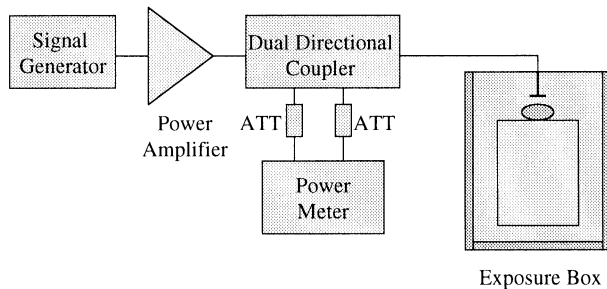 Signal
Generator
Power
Amplifier
Dual Directional
Coupler
ATT
ATT
Power
Meter
Exposure Box